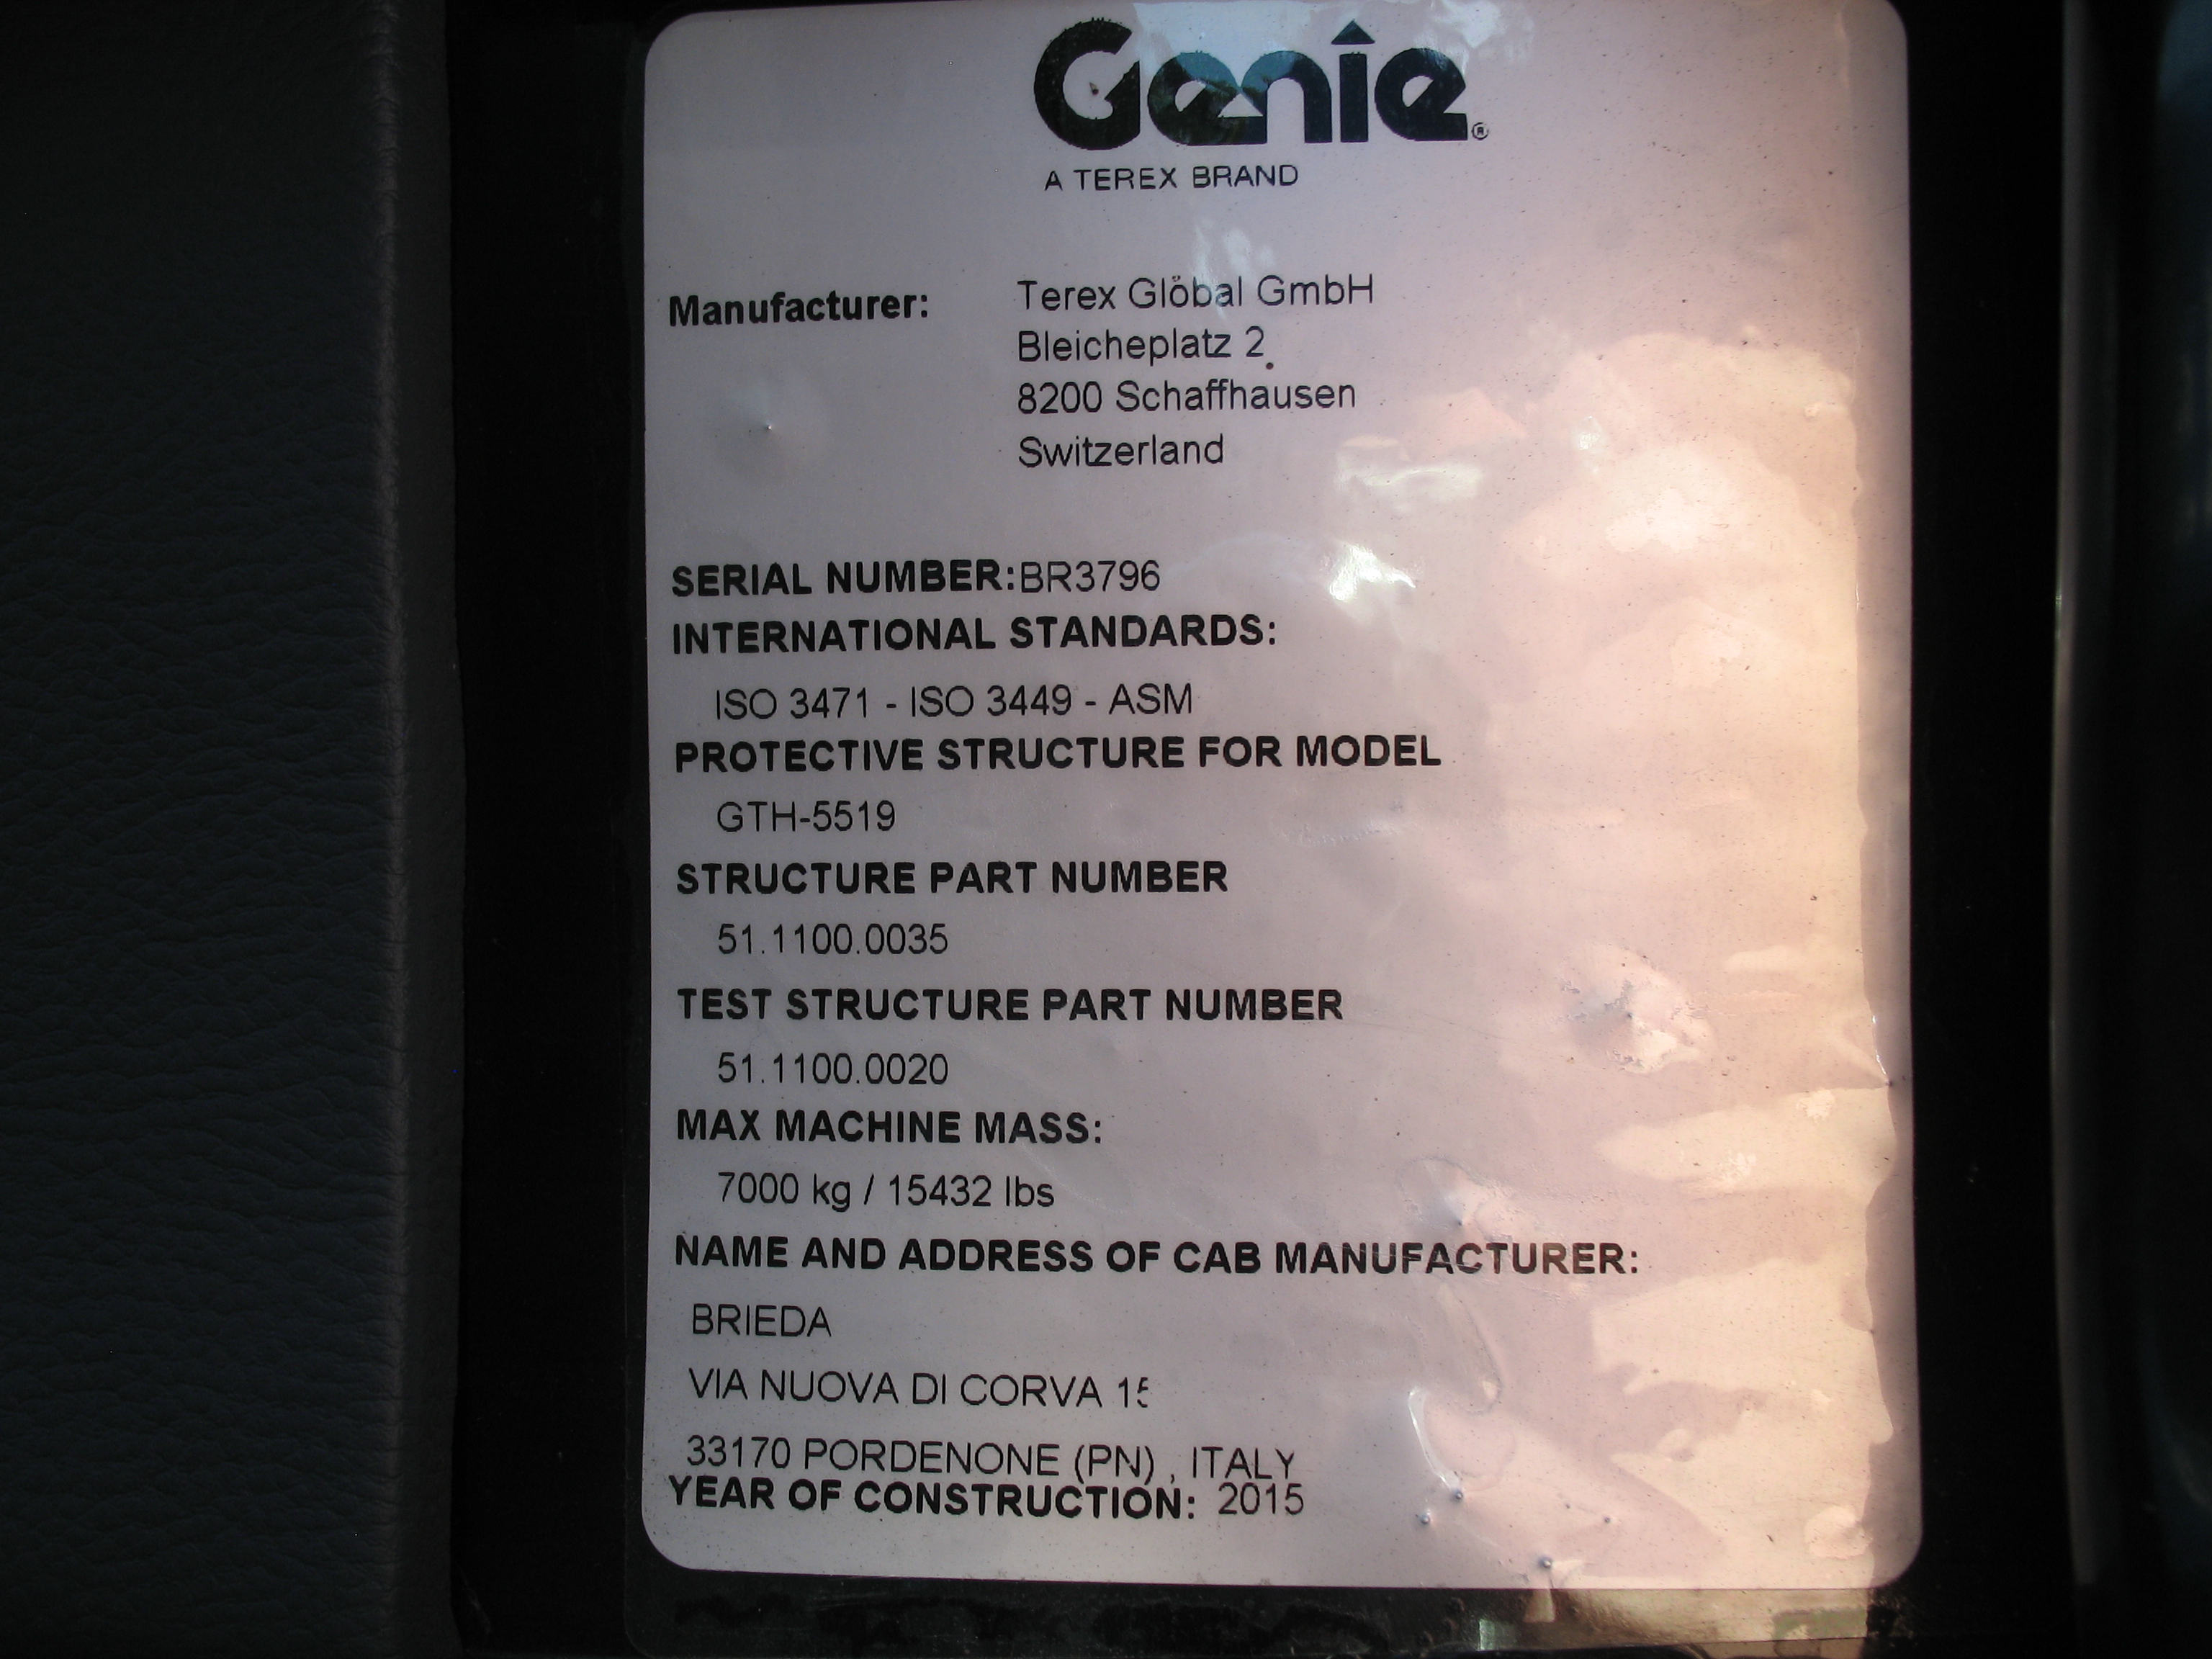 Genie®
A TEREX BRAND
Manufacturer: Terex Global GmbH
Bleicheplatz 2
8200 Schaffhausen
Switzerland
SERIAL NUMBER:BR3796
INTERNATIONAL STANDARDS:
ISO 3471 - ISO 3449 - ASM
PROTECTIVE STRUCTURE FOR MODEL
GTH-5519
STRUCTURE PART NUMBER
51.1100.0035
TEST STRUCTURE PART NUMBER
51.1100.0020
MAX MACHINE MASS:
7000 kg / 15432 lbs
NAME AND ADDRESS OF CAB MANUFACTURER:
BRIEDA
VIA NUOVA DI CORVA
33170 PORDENONE (PN) , ITALY
YEAR OF CONSTRUCTION: 2015